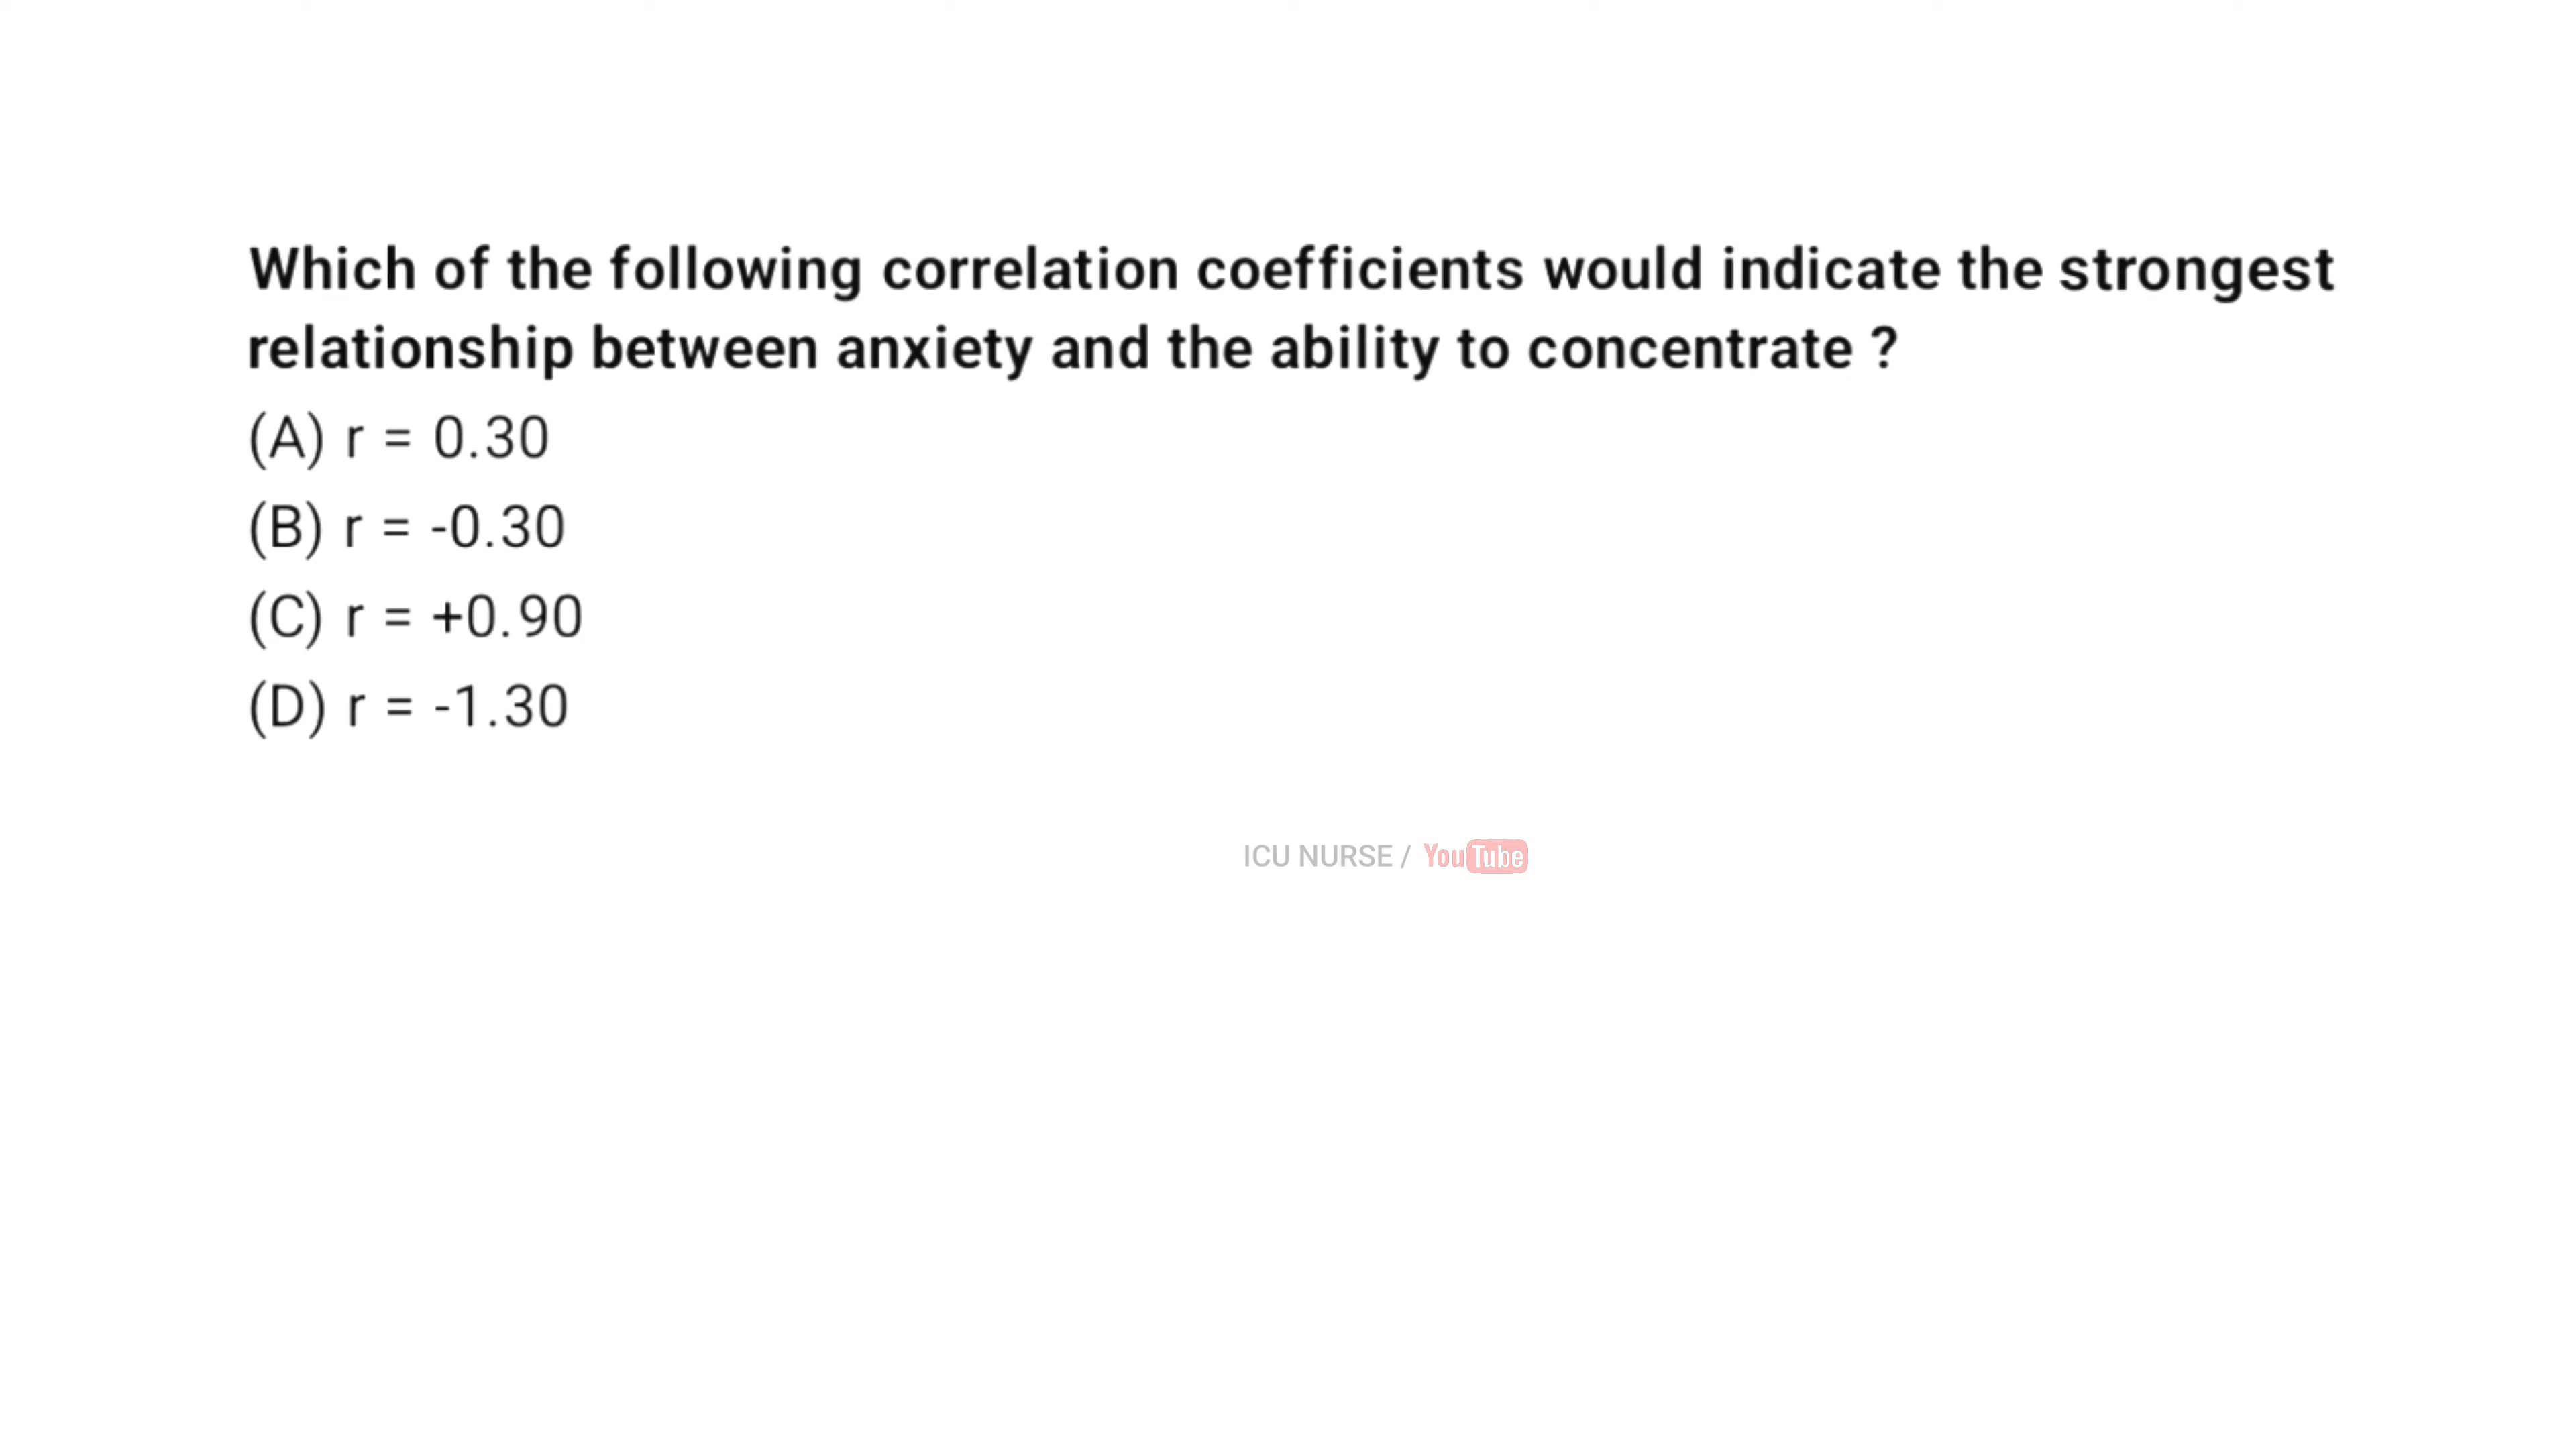 Which of the following correlation coefficients would indicate the strongest
relationship between anxiety and the ability to concentrate ?
(A) r = 0.30
(B) r = -0.30
(C) r = +0.90
(D) r = -1.30
ICU NURSE / YouTube